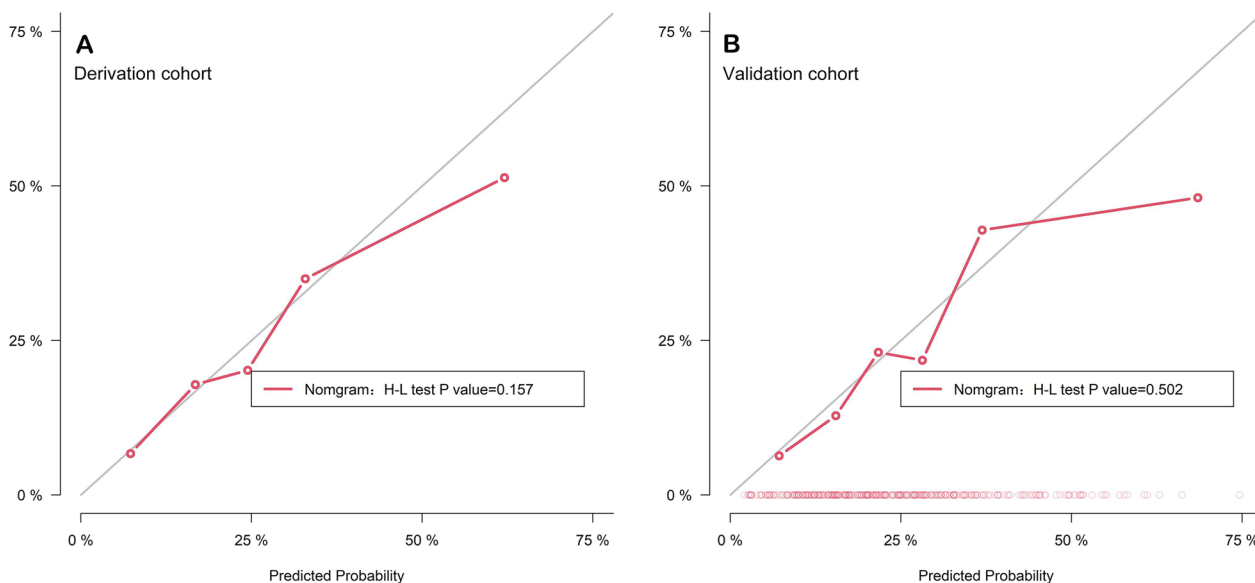 A
Derivation cohort
75 %
50 %
25 %
0 %
Nomgram：H-L test P value=0.157
0 %
25 %
50 %
75 %
Predicted Probability
B
Validation cohort
75 %
50 %
25 %
0 %
Nomgram：H-L test P value=0.502
0 %
25 %
50 %
75 %
Predicted Probability